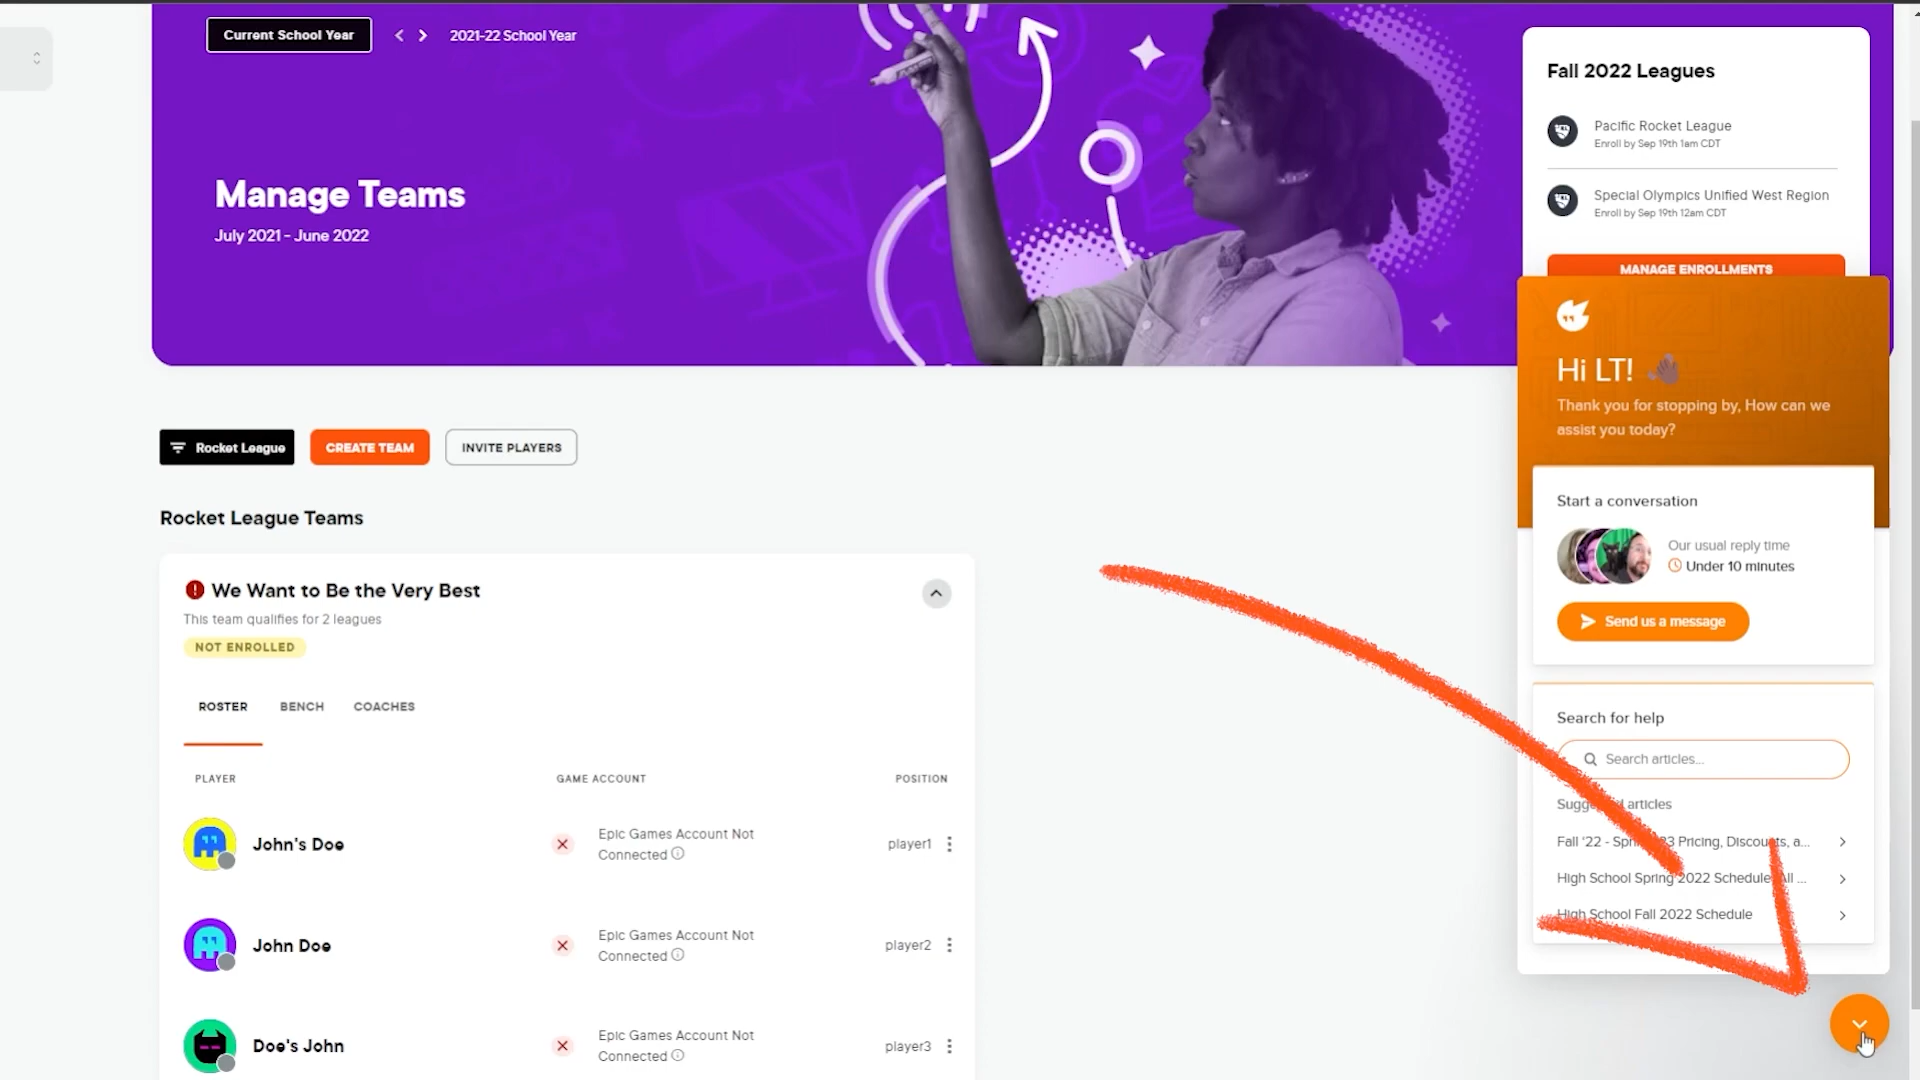 Current School Year
2021-22 School Year
Manage Teams
July 2021 - June 2022
Fall 2022 Leagues
Pacific Rocket League
Enroll by Sep 19th 1am CDT
Special Olympics Unified West Region
Enroll by Sep 19th 12am CDT
MANAGE ENROLLMENTS
Hi LT!
Thank you for stopping by, How can we
assist you today?
Start a conversation
Our usual reply time
Under 10 minutes
Send us a message
Search for help
Search articles...
articles
Fall '22 - Pricing, Discounts, a...
High School Spring 2022 Schedule All ...
High School Fall 2022 Schedule
Rocket League
CREATE TEAM
INVITE PLAYERS
Rocket League Teams
We Want to Be the Very Best
This team qualifies for 2 leagues
NOT ENROLLED
ROSTER BENCH COACHES
PLAYER GAME ACCOUNT POSITION
John's Doe
Epic Games Account Not
Connected
player1
John Doe
Epic Games Account Not
Connected
player2
Doe's John
Epic Games Account Not
Connected
player3